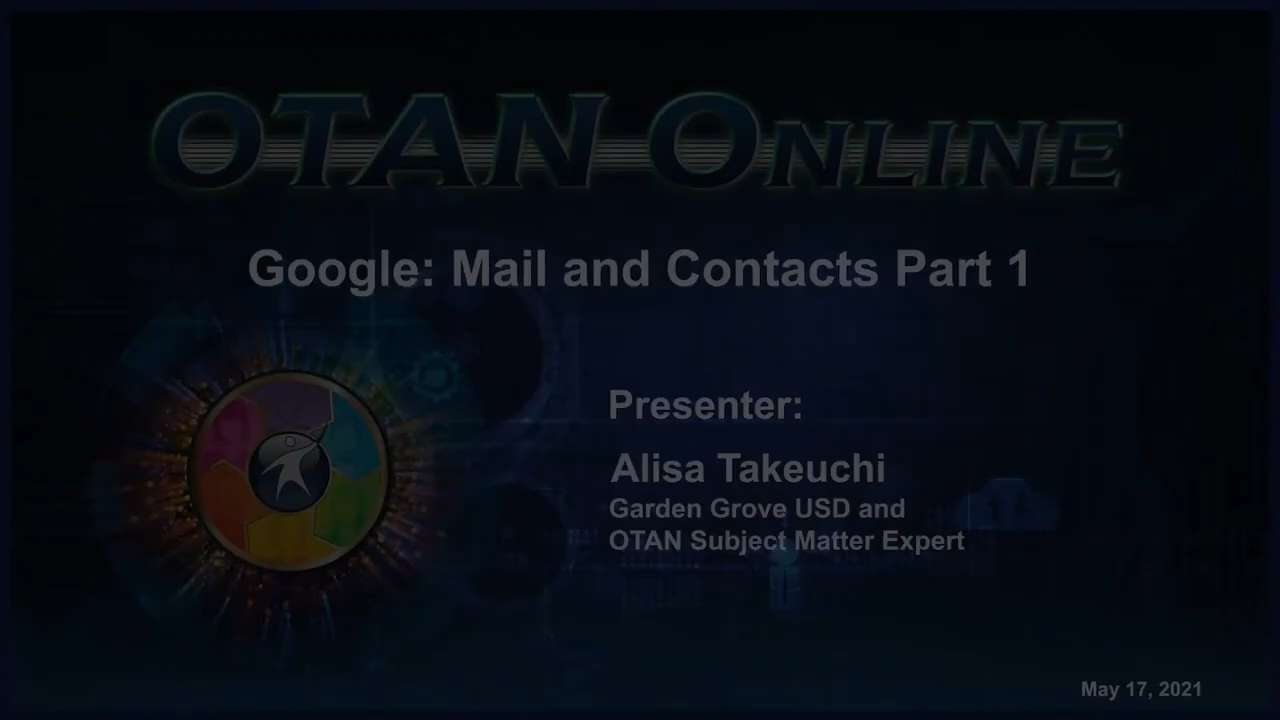 OTAN ONLINE
Google: Mail and Contacts Part 1
Presenter:
Alisa Takeuchi
Garden Grove USD and
OTAN Subject Matter Expert
May 17, 2021